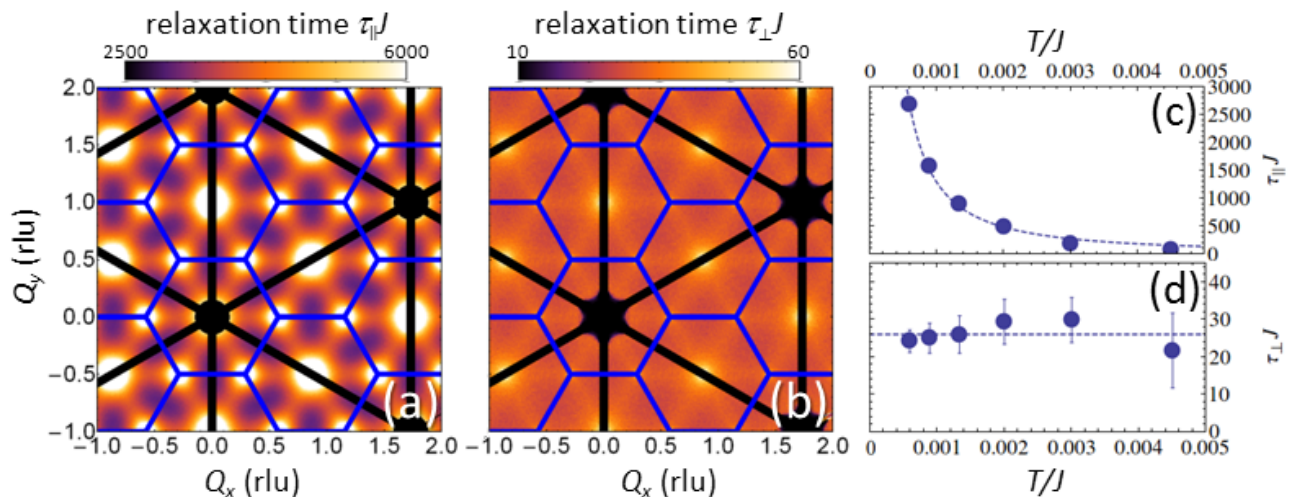 relaxation time τ∥J
2500 6000
2.0
1.5
1.0
0.5
0.0
−0.5
−1.0
Qy (rlu)
−1.0 −0.5 0.0 0.5 1.0 1.5 2.0
Qx (rlu)
(a)
relaxation time τ⊥J
10 60
−1.0 −0.5 0.0 0.5 1.0 1.5 2.0
Qx (rlu)
(b)
T/J
0 0.001 0.002 0.003 0.004 0.005
3000
2500
2000
1500
1000
500
0
τ∥J
(c)
40
30
20
10
0
τ⊥J
(d)
0 0.001 0.002 0.003 0.004 0.005
T/J